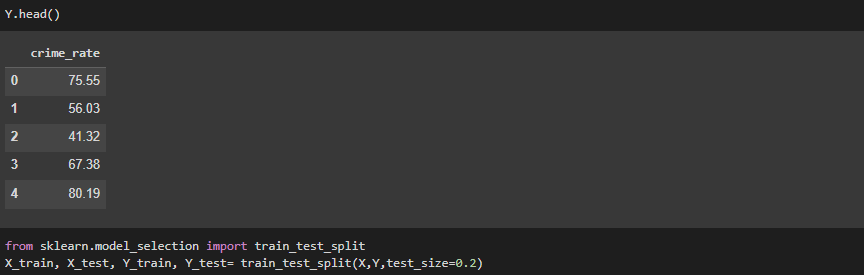 Y.head()
crime_rate
0 75.55
1 56.03
2 41.32
3 67.38
4 80.19
from sklearn.model_selection import train_test_split
X_train, X_test, Y_train, Y_test= train_test_split(X,Y,test_size=0.2)